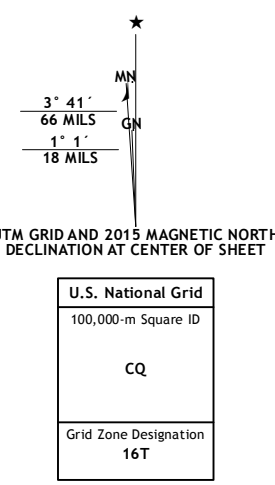 MN
3° 41´
66 MILS
GN
1° 1´
18 MILS
UTM GRID AND 2015 MAGNETIC NORTH
DECLINATION AT CENTER OF SHEET
U.S. National Grid
100,000-m Square ID
CQ
Grid Zone Designation
16T